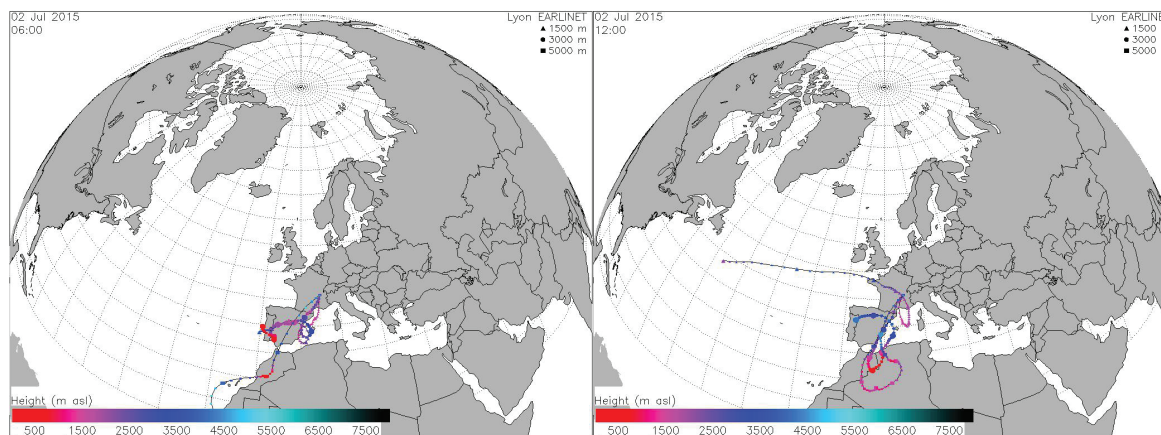 02 Jul 2015
06:00
Lyon EARLINET
▲ 1500 m
● 3000 m
■ 5000 m
Height (m asl)
500 1500 2500 3500 4500 5500 6500 7500
02 Jul 2015
12:00
Lyon EARLINE
▲ 1500
● 3000
■ 5000
Height (m asl)
500 1500 2500 3500 4500 5500 6500 7500